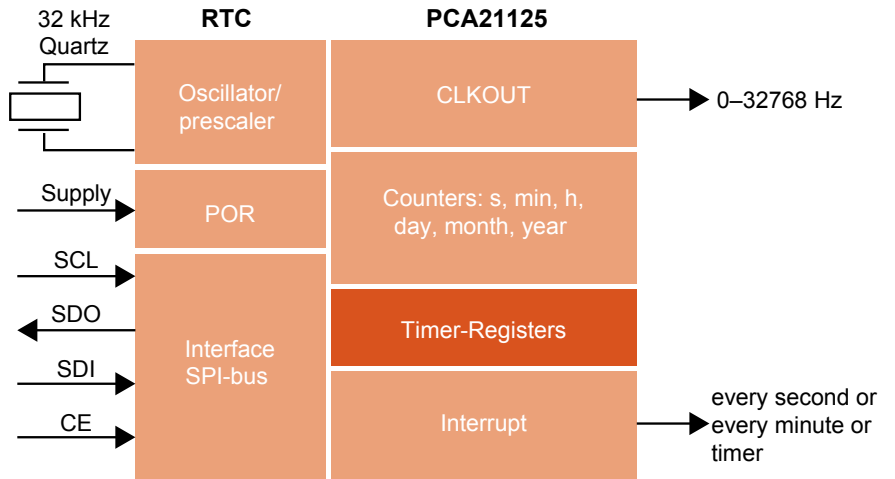 32 kHz
Quartz
RTC
PCA21125
Oscillator/
prescaler
CLKOUT
0–32768 Hz
Supply
POR
Counters: s, min, h,
day, month, year
SCL
SDO
SDI
CE
Interface
SPI-bus
Timer-Registers
Interrupt
every second or
every minute or
timer